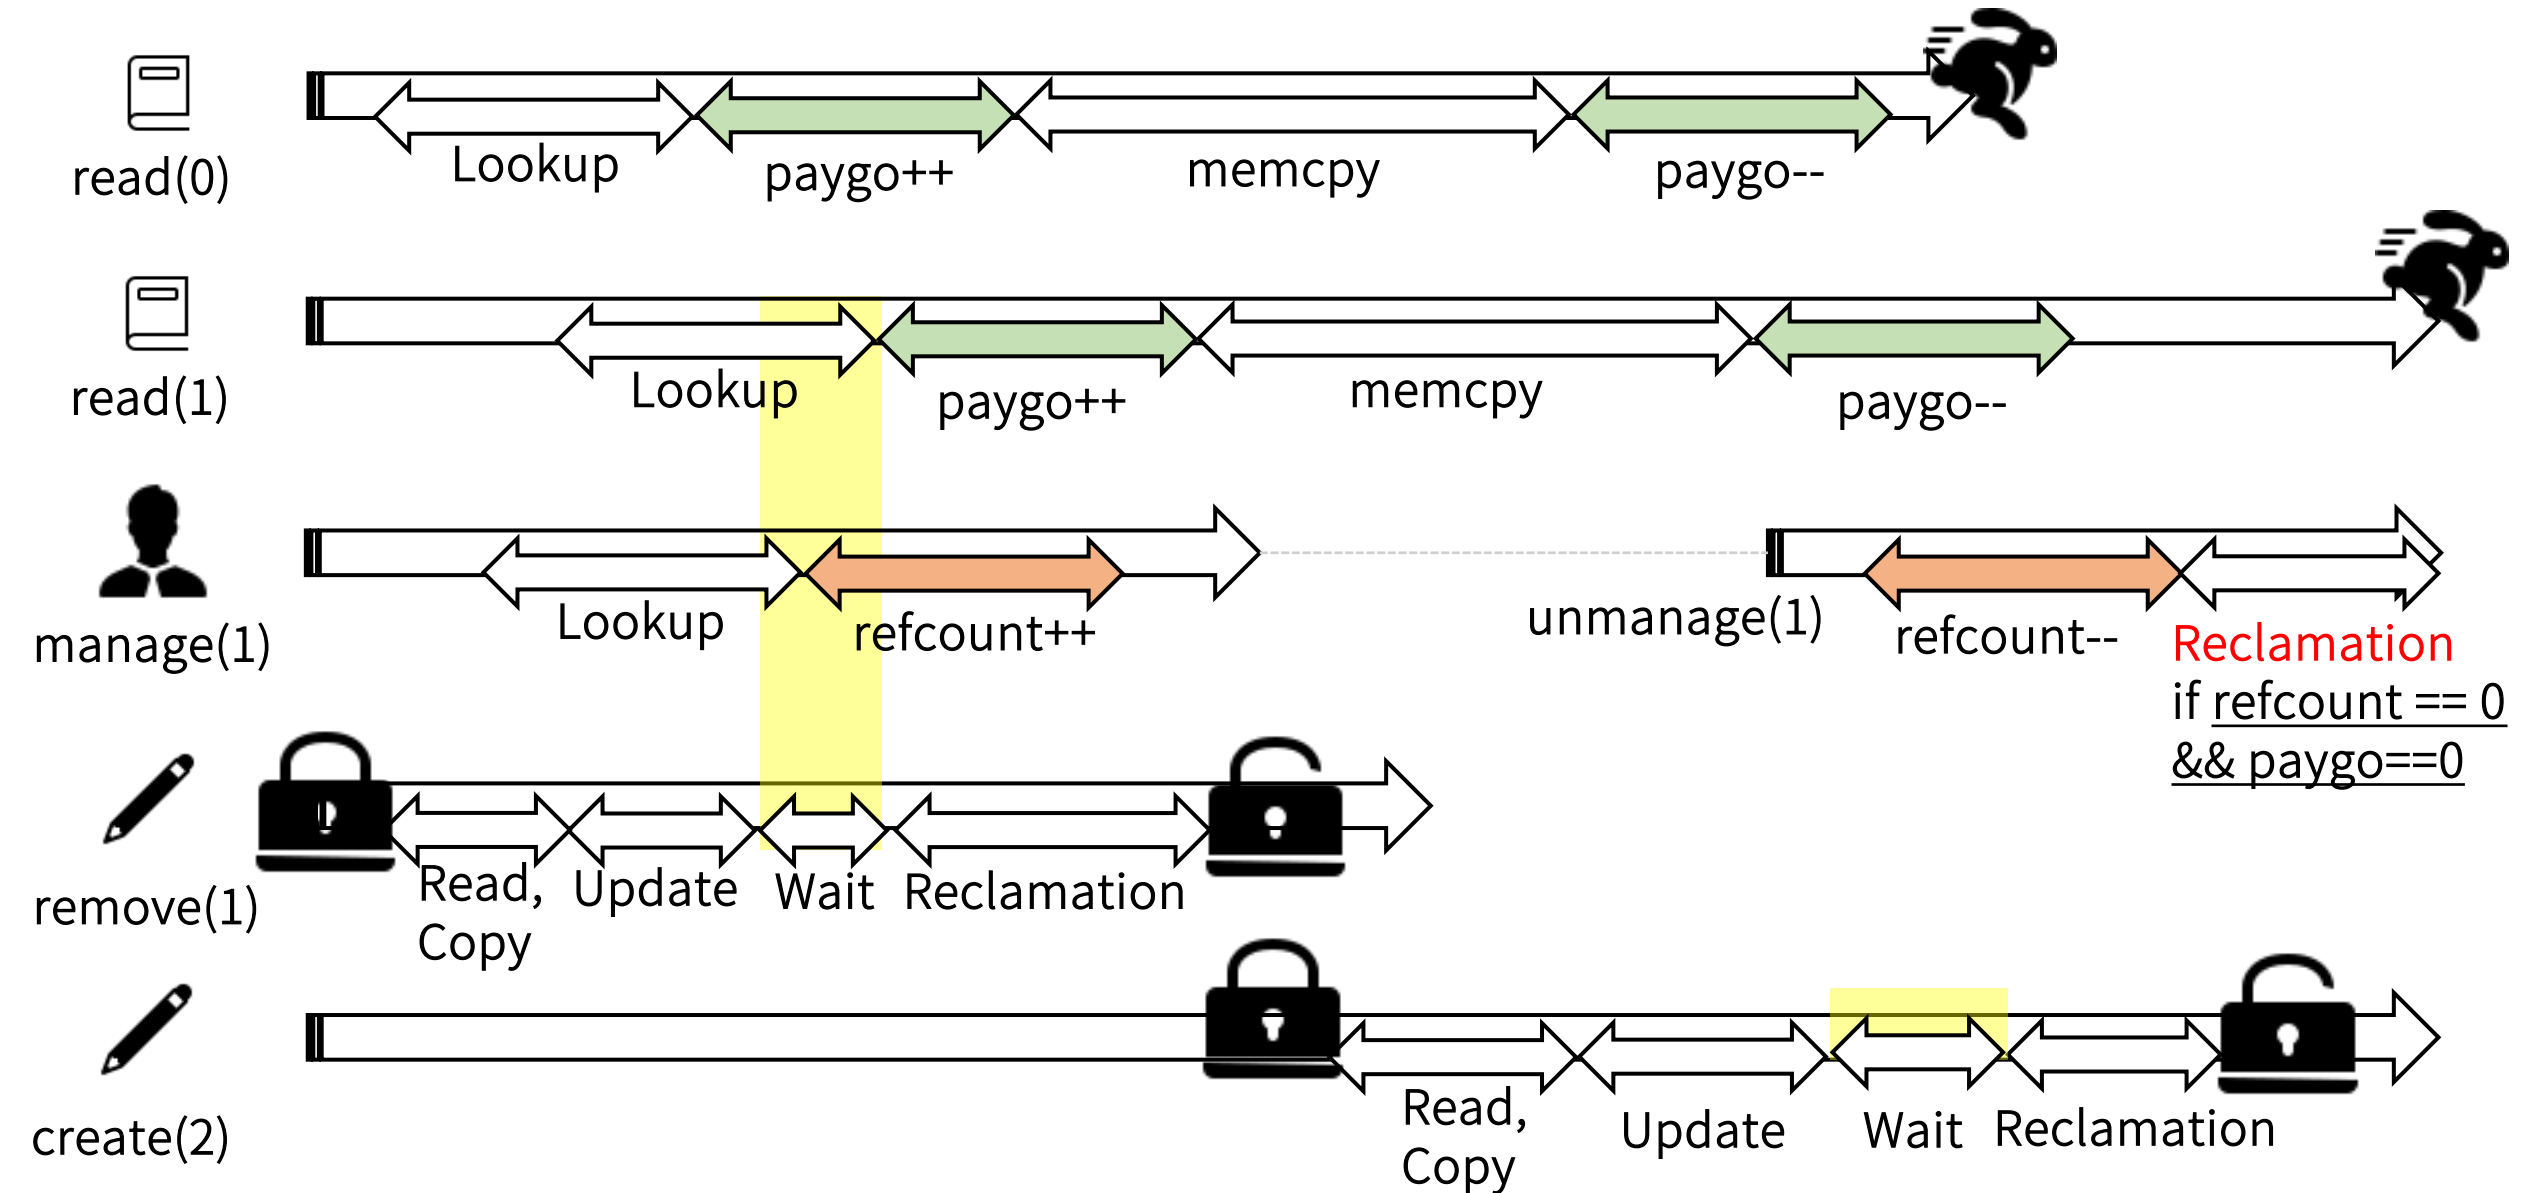 read(0)
Lookup
paygo++
memcpy
paygo--
read(1)
Lookup
paygo++
memcpy
paygo--
manage(1)
Lookup
refcount++
unmanage(1)
refcount--
Reclamation
if refcount == 0
&& paygo==0
remove(1)
Read,
Copy
Update
Wait
Reclamation
create(2)
Read,
Copy
Update
Wait
Reclamation